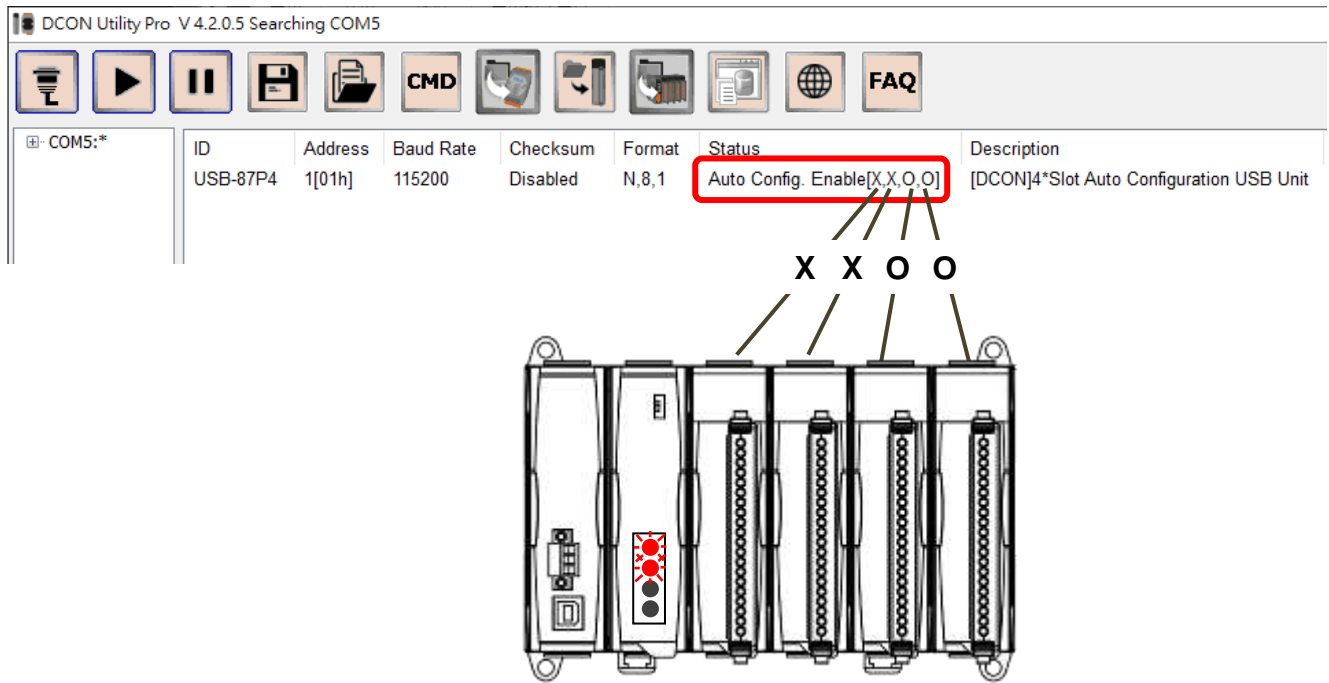 DCON Utility Pro V 4.2.0.5 Searching COM5
CMD FAQ
COM5:*
ID Address Baud Rate Checksum Format Status Description
USB-87P4 1[01h] 115200 Disabled N,8,1 Auto Config. Enable[X,X,O,O] [DCON]4*Slot Auto Configuration USB Unit
X X O O